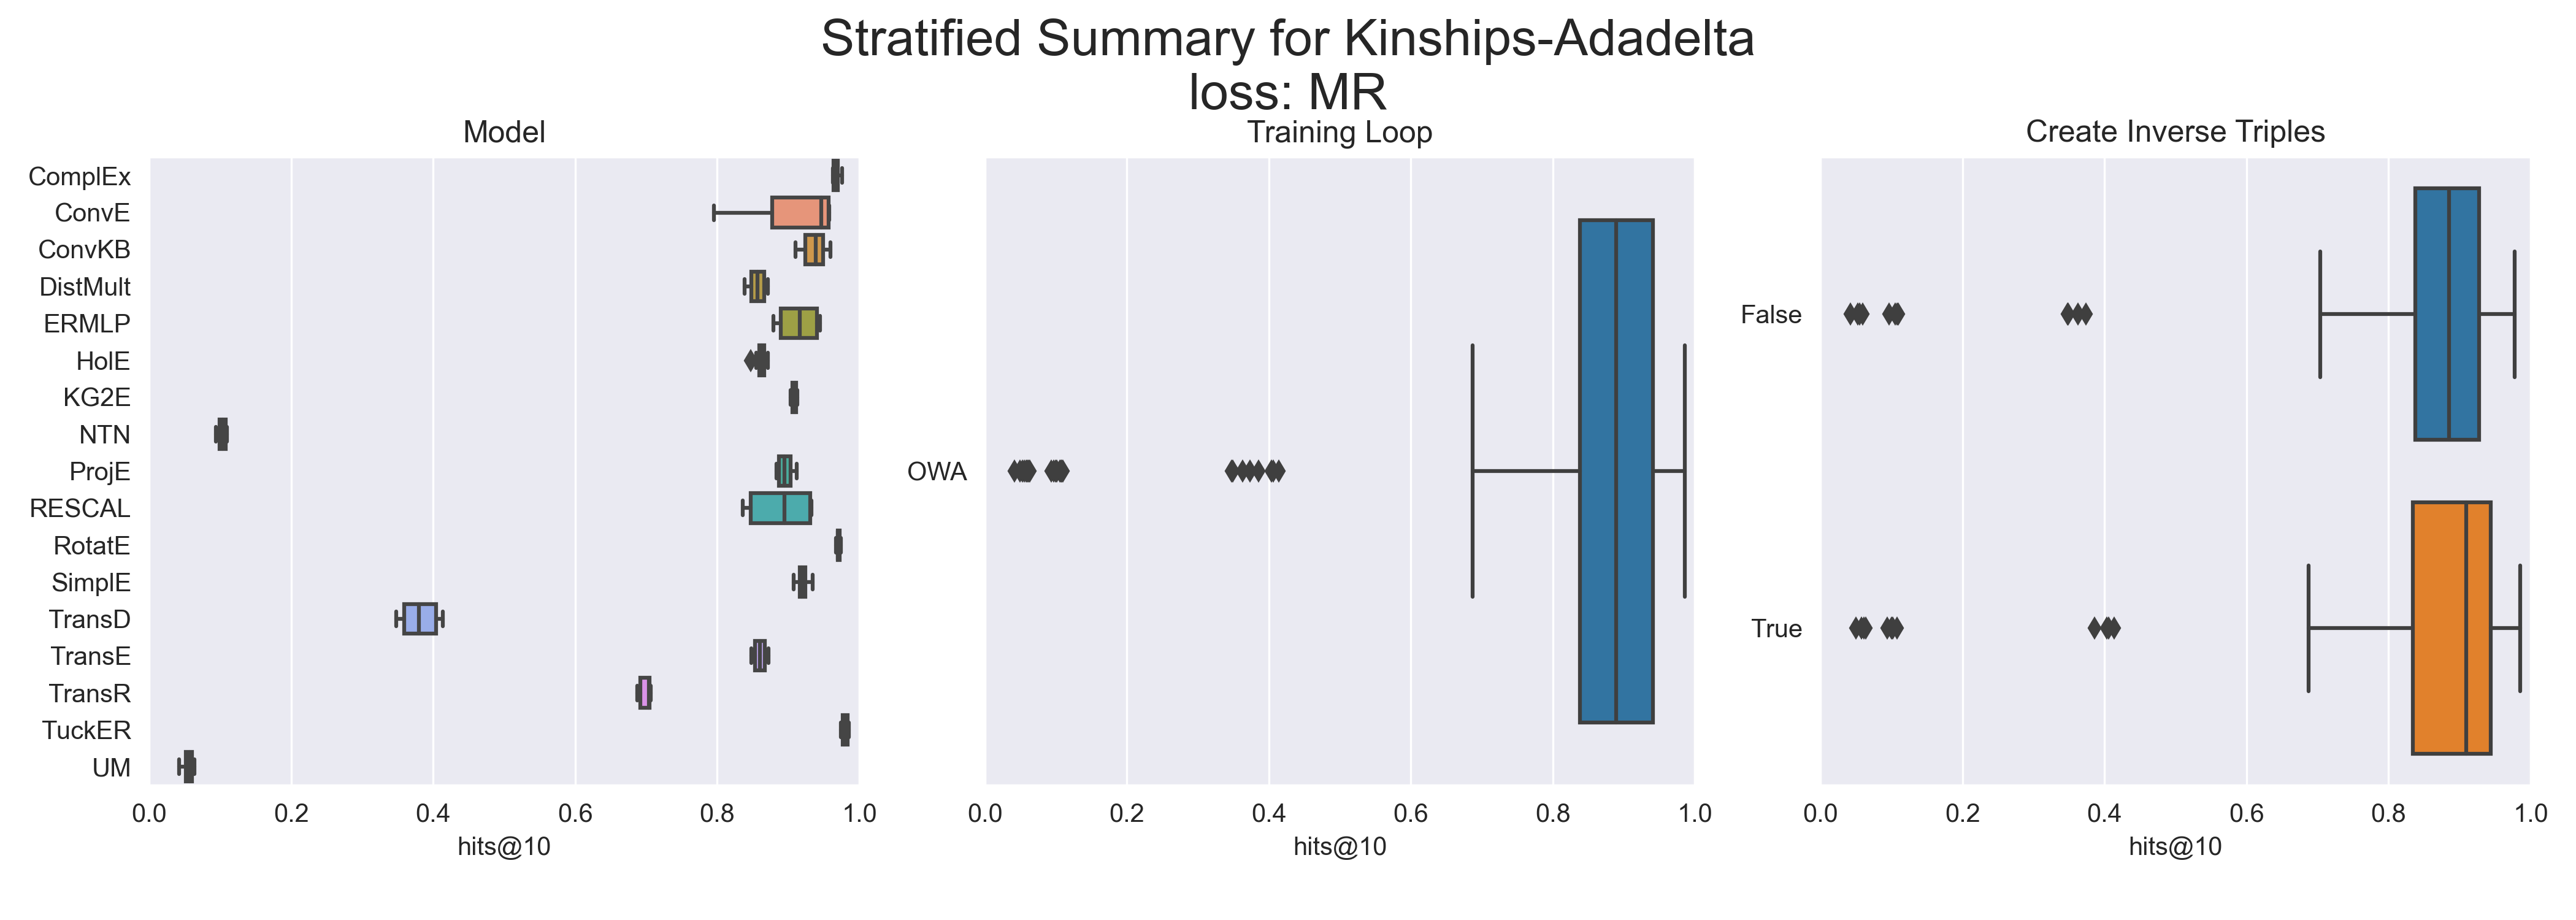 Stratified Summary for Kinships-Adadelta
loss: MR
Model
ComplEx
ConvE
ConvKB
DistMult
ERMLP
HolE
KG2E
NTN
ProjE
RESCAL
RotatE
SimplE
TransD
TransE
TransR
TuckER
UM
0.0 0.2 0.4 0.6 0.8 1.0
hits@10
Training Loop
OWA
0.0 0.2 0.4 0.6 0.8 1.0
hits@10
Create Inverse Triples
False
True
0.0 0.2 0.4 0.6 0.8 1.0
hits@10